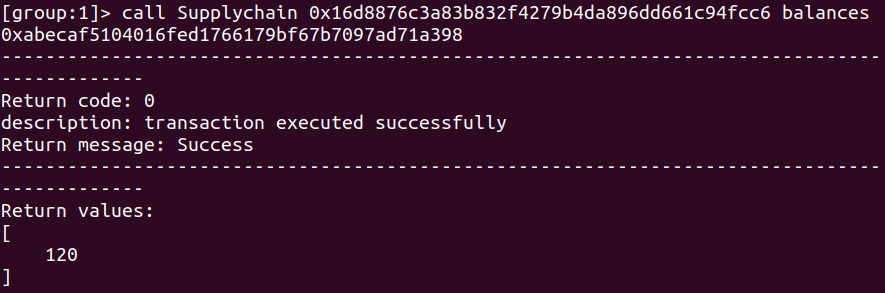 [group:1]> call Supplychain 0x16d8876c3a83b832f4279b4da896dd661c94fcc6 balances
0xabecaf5104016fed1766179bf67b7097ad71a398
--------------------------------------------------------------------------------
-------------
Return code: 0
description: transaction executed successfully
Return message: Success
--------------------------------------------------------------------------------
-------------
Return values:
[
    120
]